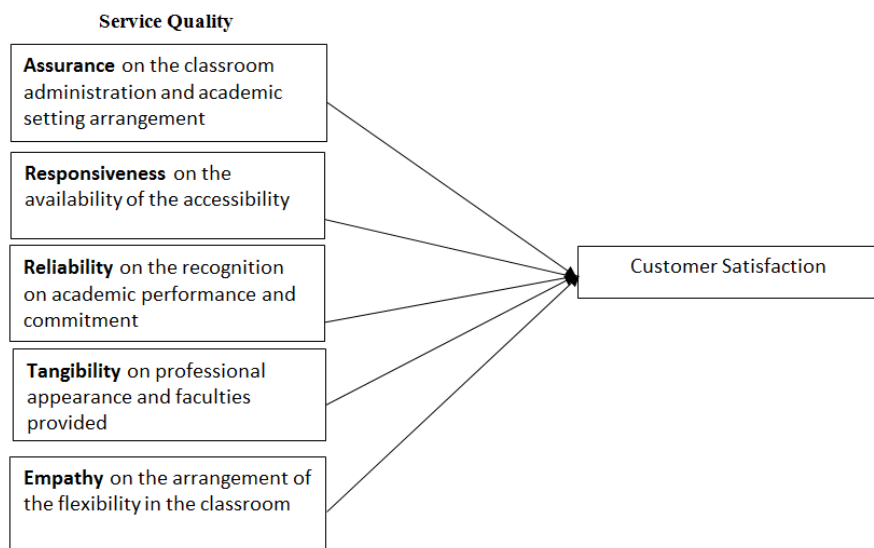 Service Quality
Assurance on the classroom
administration and academic
setting arrangement
Responsiveness on the
availability of the accessibility
Reliability on the recognition
on academic performance and
commitment
Tangibility on professional
appearance and faculties
provided
Empathy on the arrangement of
the flexibility in the classroom
Customer Satisfaction